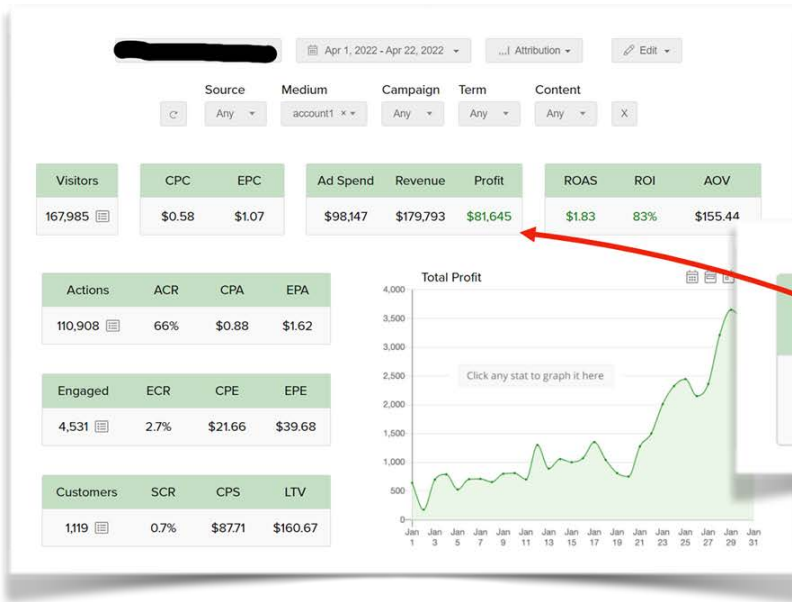 Apr 1, 2022 - Apr 22, 2022 Attribution Edit
Source Medium Campaign Term Content
Any account1 × Any Any Any X
Visitors CPC EPC Ad Spend Revenue Profit ROAS ROI AOV
167,985 $0.58 $1.07 $98,147 $179,793 $81,645 $1.83 83% $155.44
Actions ACR CPA EPA
110,908 66% $0.88 $1.62
Engaged ECR CPE EPE
4,531 2.7% $21.66 $39.68
Customers SCR CPS LTV
1,119 0.7% $87.71 $160.67
Total Profit
4,000
3,500
3,000
2,500
2,000
1,500
1,000
500
0
Click any stat to graph it here
Jan Jan Jan Jan Jan Jan Jan Jan Jan Jan Jan Jan Jan Jan Jan Jan
1 3 5 7 9 11 13 15 17 19 21 23 25 27 29 31